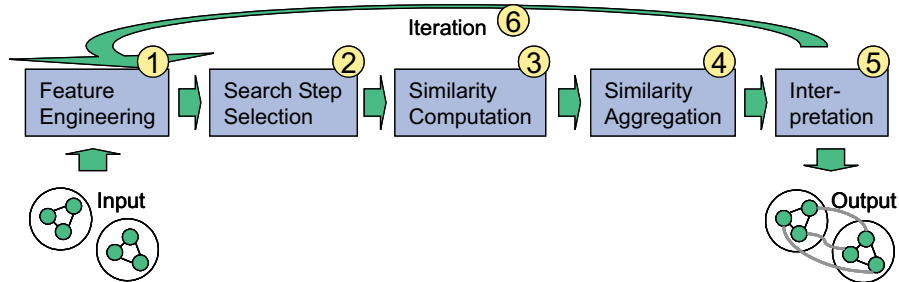 Iteration 6
1
Feature
Engineering
2
Search Step
Selection
3
Similarity
Computation
4
Similarity
Aggregation
5
Inter-
pretation
Input
Output